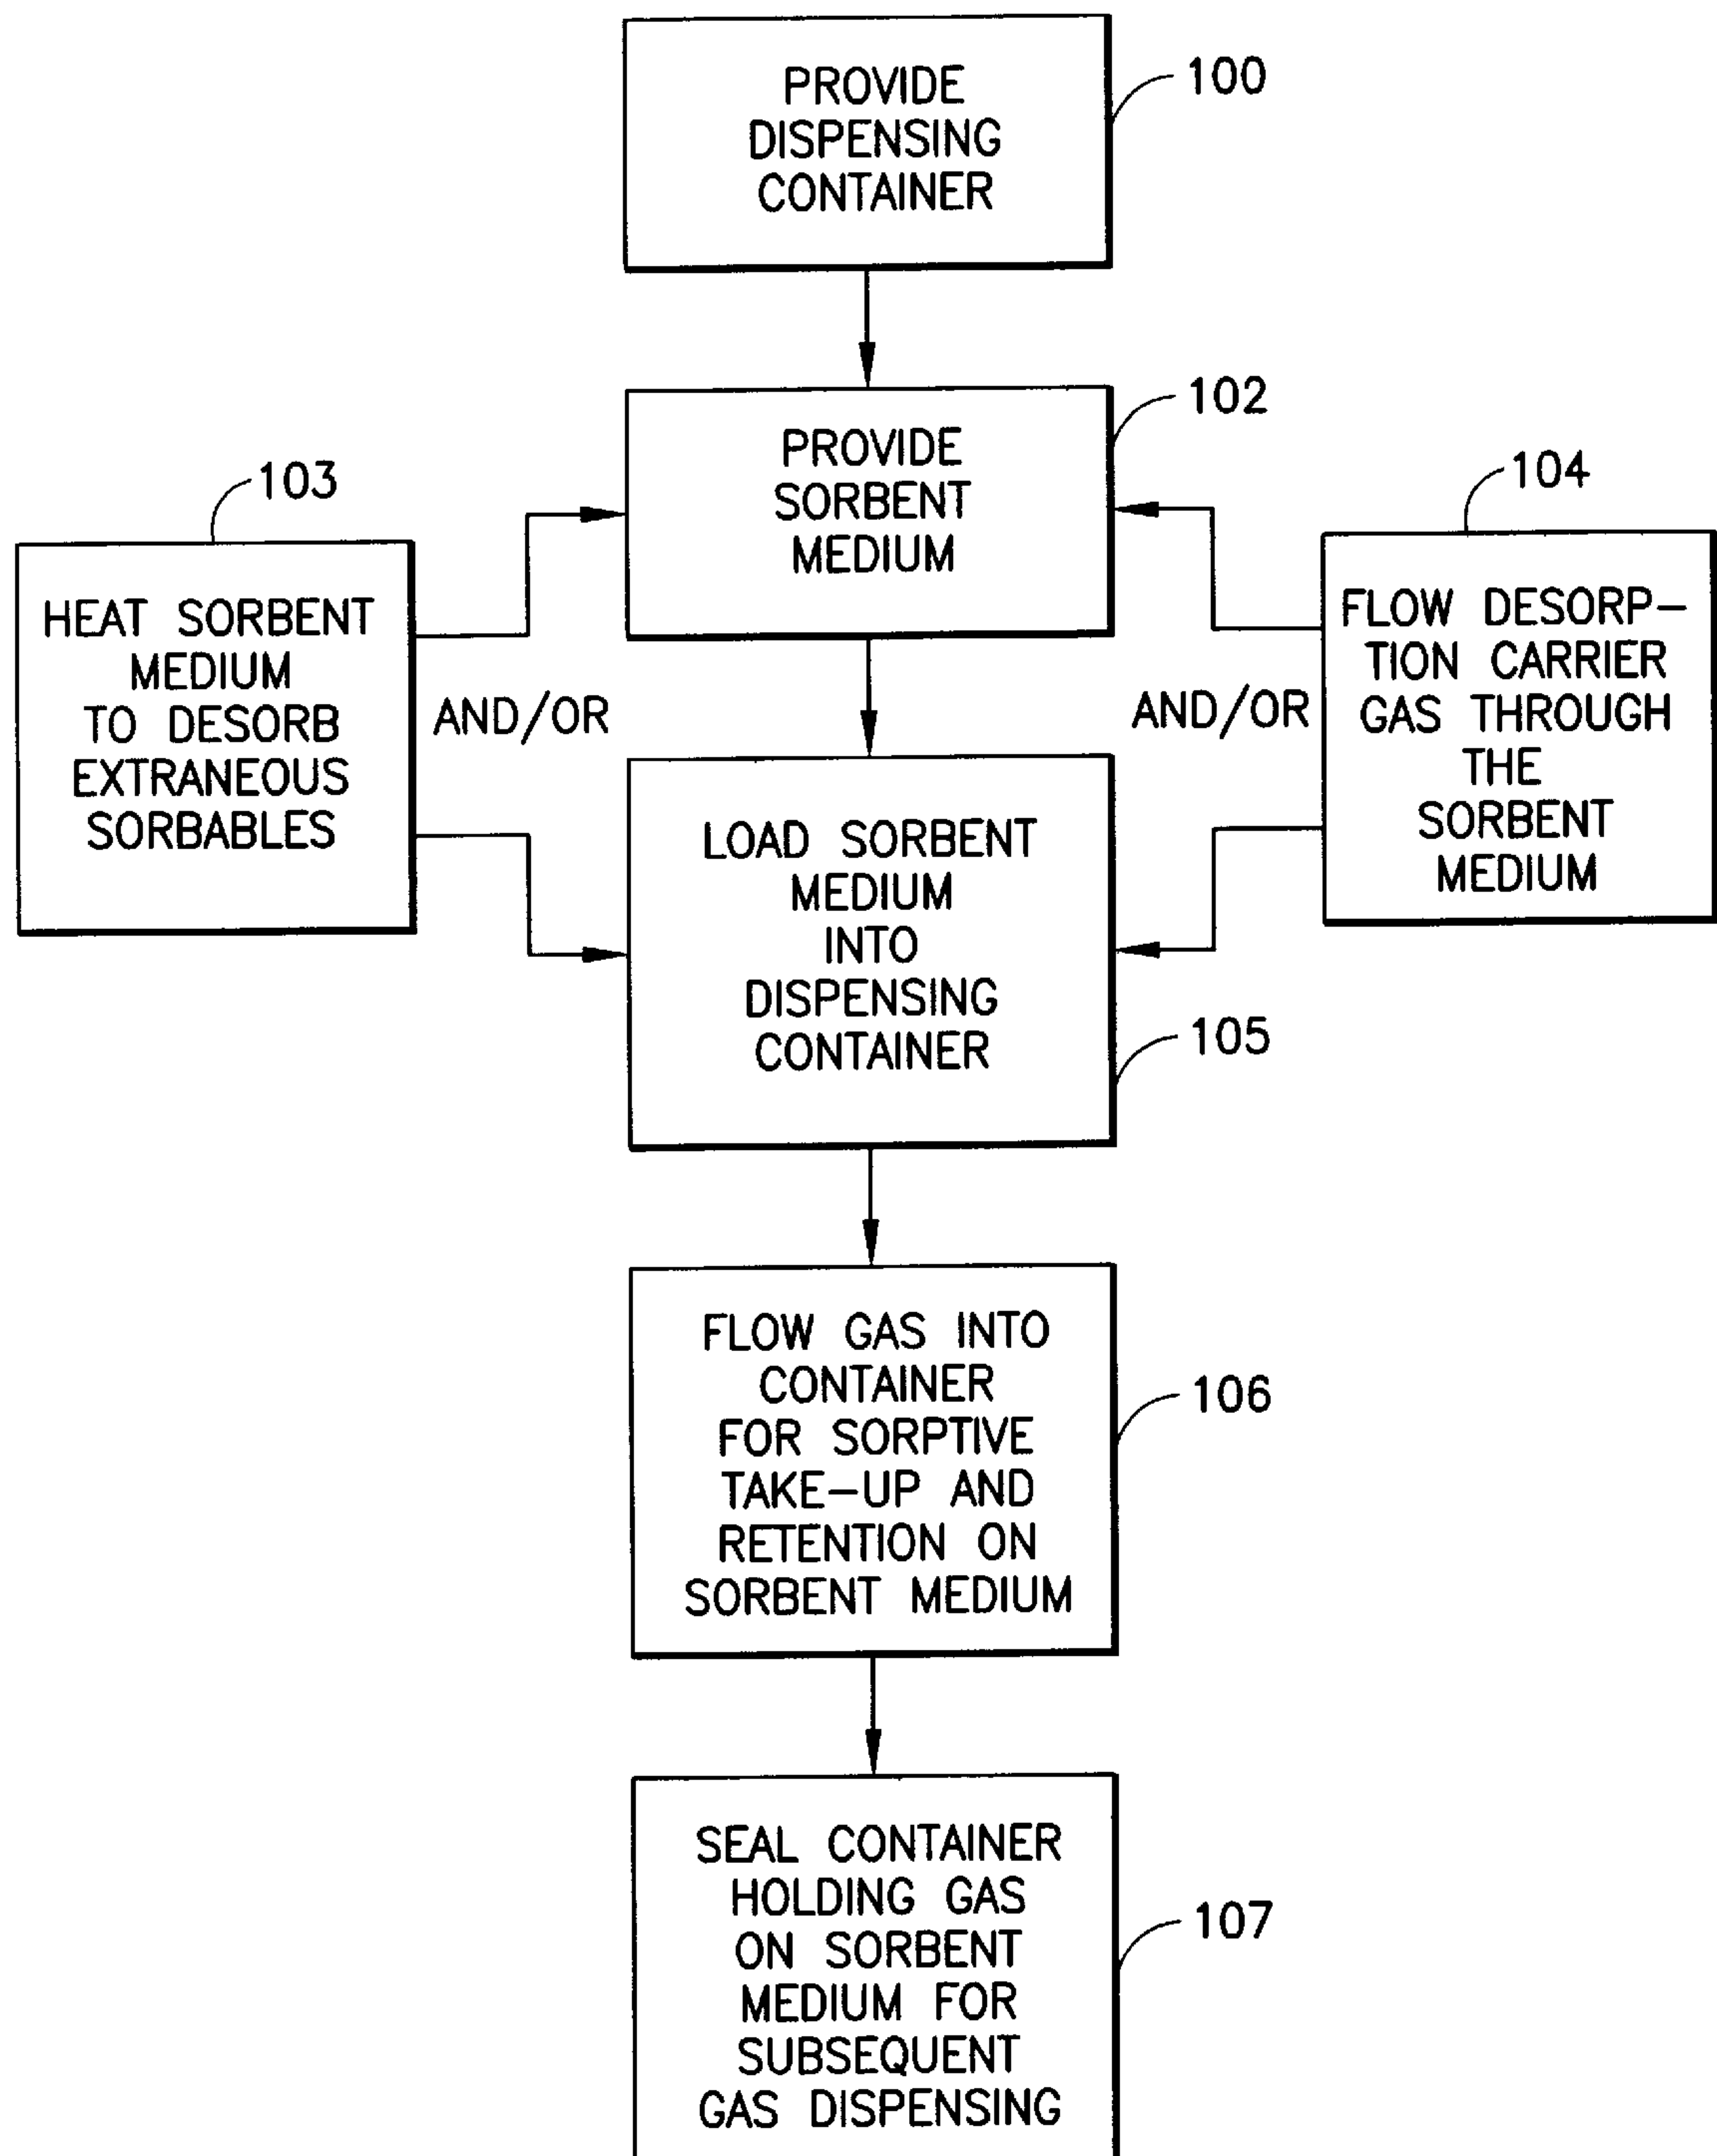 PROVIDE
DISPENSING
CONTAINER
100
PROVIDE
SORBENT
MEDIUM
102
103
HEAT SORBENT
MEDIUM
TO DESORB
EXTRANEOUS
SORBABLES
AND/OR
104
FLOW DESORP-
TION CARRIER
GAS THROUGH
THE
SORBENT
MEDIUM
AND/OR
LOAD SORBENT
MEDIUM
INTO
DISPENSING
CONTAINER
105
FLOW GAS INTO
CONTAINER
FOR SORPTIVE
TAKE-UP AND
RETENTION ON
SORBENT MEDIUM
106
SEAL CONTAINER
HOLDING GAS
ON SORBENT
MEDIUM FOR
SUBSEQUENT
GAS DISPENSING
107